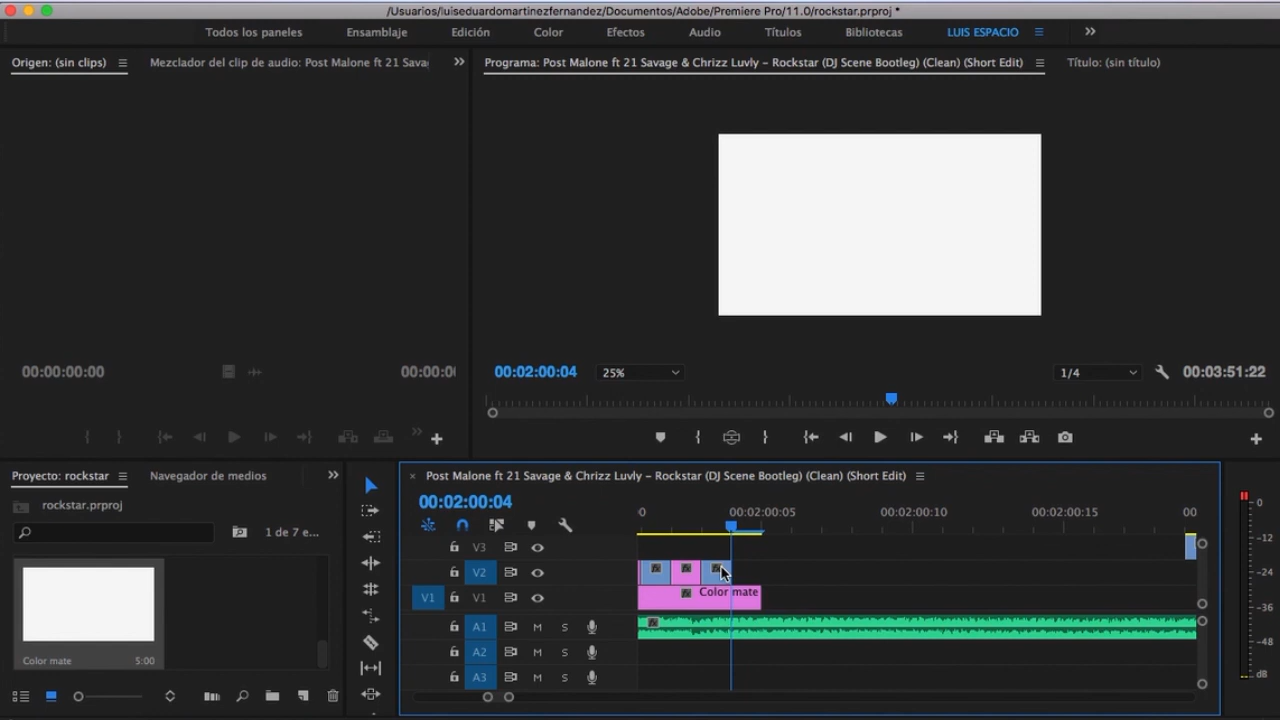 /Usuarios/luiseduardomartinezfernandez/Documentos/Adobe/Premiere Pro/11.0/rockstar.prproj *
Todos los paneles Ensamblaje Edición Color Efectos Audio Títulos Bibliotecas LUIS ESPACIO
Origen: (sin clips) Mezclador del clip de audio: Post Malone ft 21 Sava
Programa: Post Malone ft 21 Savage & Chrizz Luvly – Rockstar (DJ Scene Bootleg) (Clean) (Short Edit) Título: (sin título)
00:00:00:00 00:00:00
00:02:00:04 25% 1/4 00:03:51:22
Proyecto: rockstar Navegador de medios
rockstar.prproj
1 de 7 e...
Color mate 5:00
Post Malone ft 21 Savage & Chrizz Luvly – Rockstar (DJ Scene Bootleg) (Clean) (Short Edit)
00:02:00:04
0 00:02:00:05 00:02:00:10 00:02:00:15 00
V3
V2
V1 V1 Color mate
A1 M S
A2 M S
A3 M S
0
-12
-24
-36
-48
dB